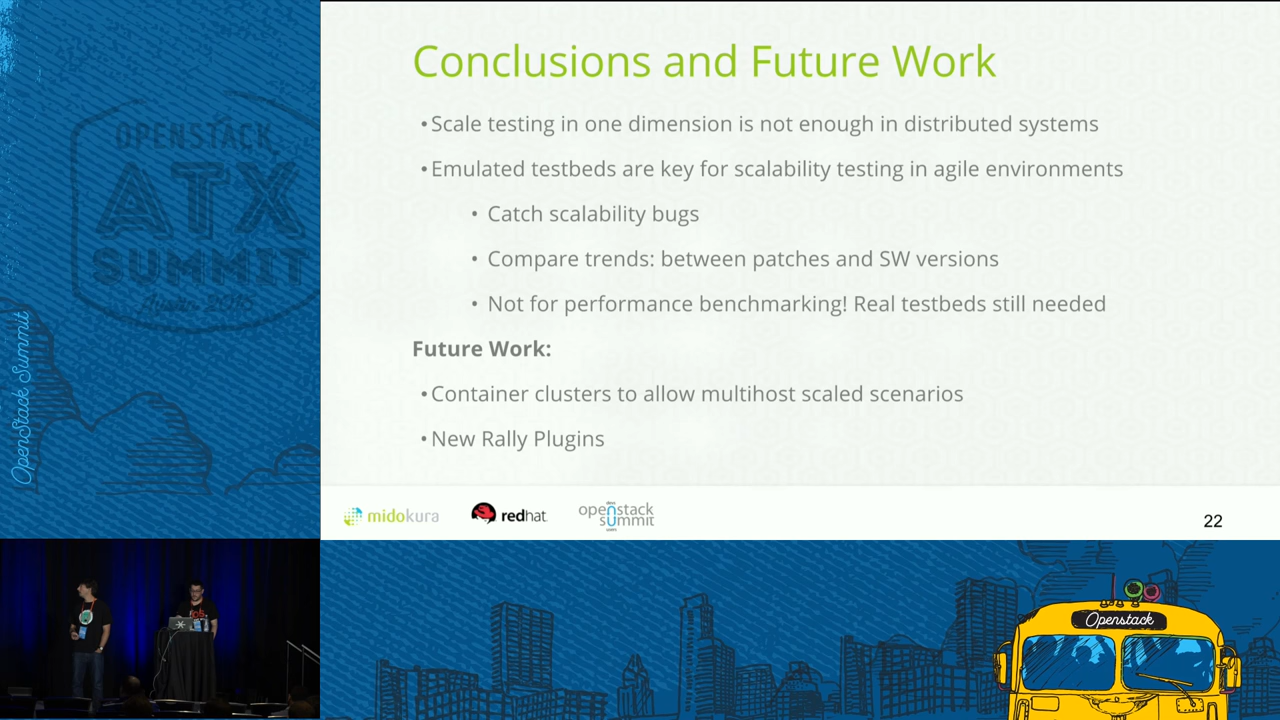 Conclusions and Future Work
•Scale testing in one dimension is not enough in distributed systems
•Emulated testbeds are key for scalability testing in agile environments
• Catch scalability bugs
• Compare trends: between patches and SW versions
• Not for performance benchmarking! Real testbeds still needed
Future Work:
•Container clusters to allow multihost scaled scenarios
•New Rally Plugins
midokura
redhat
openstack
summit
22
OPENSTACK
ATX
SUMMIT
Austin 2016
OpenStack Summit
Openstack